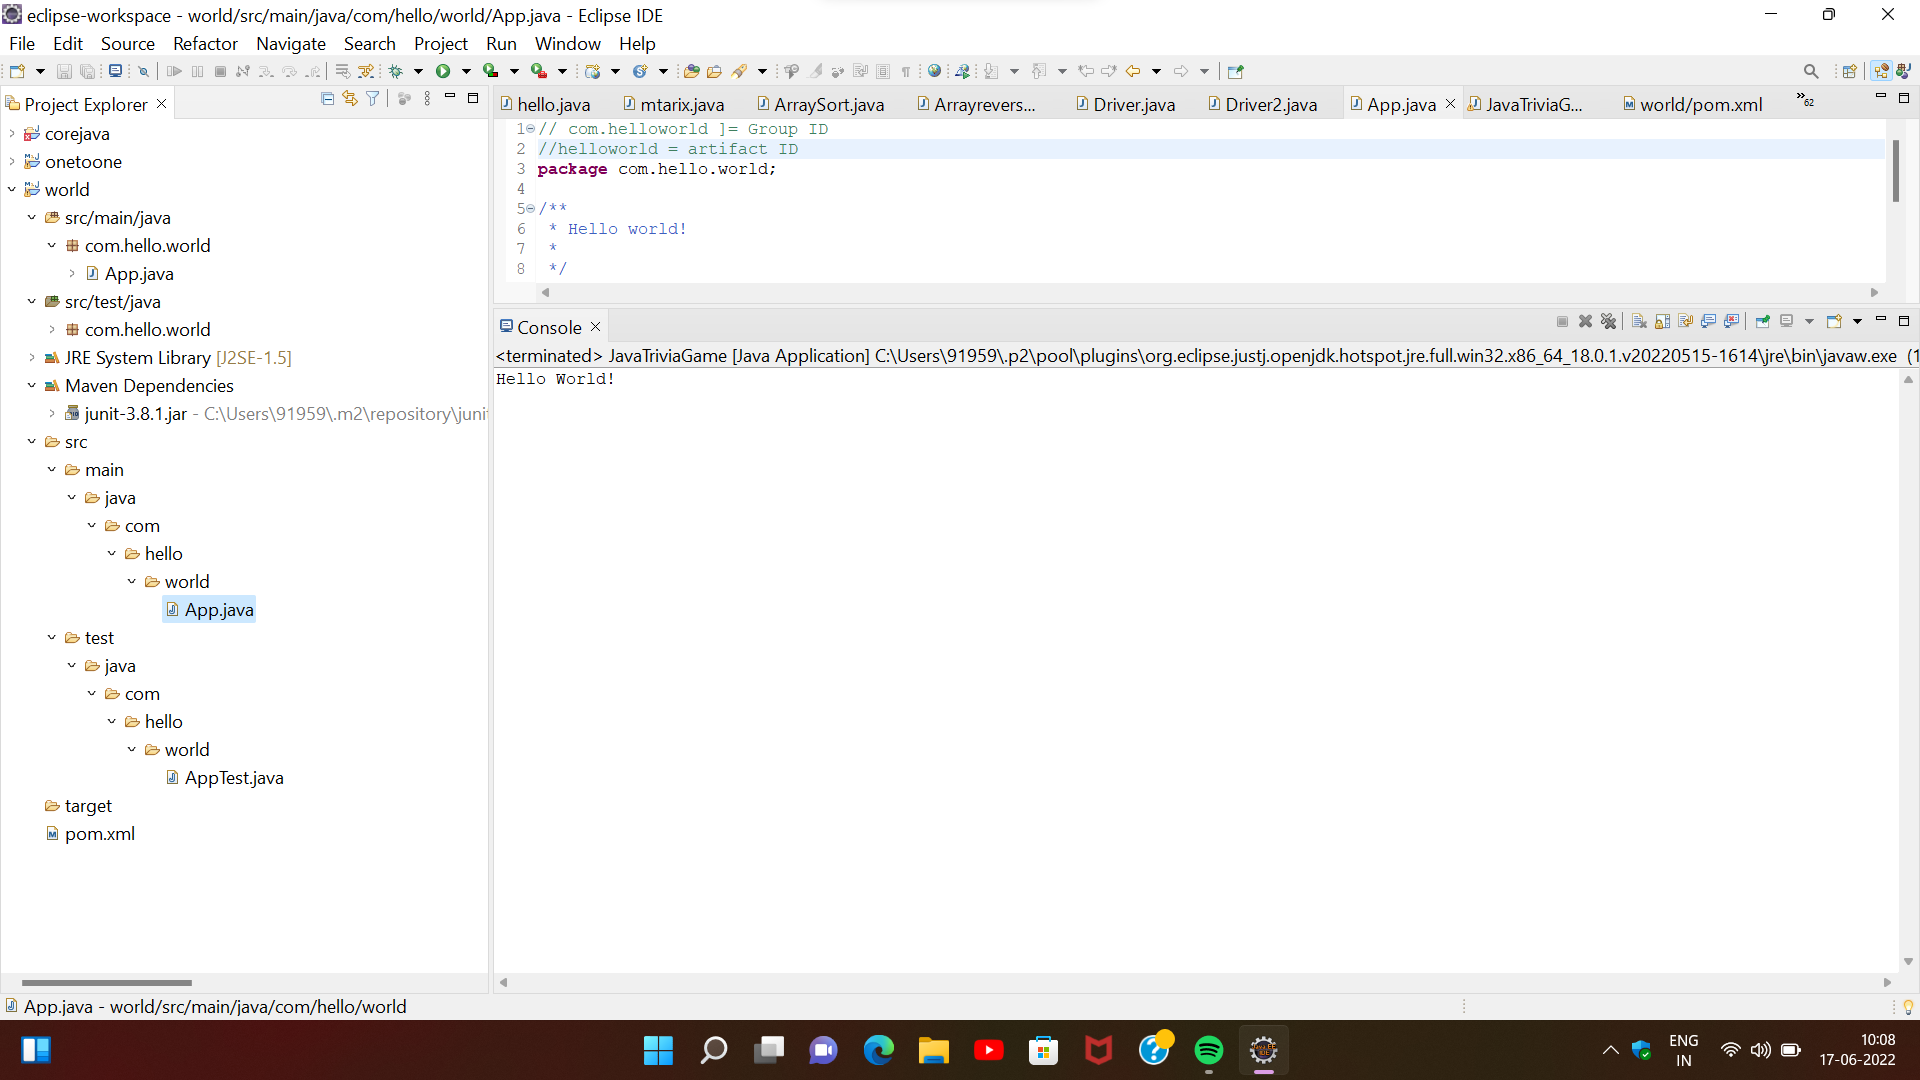 eclipse-workspace - world/src/main/java/com/hello/world/App.java - Eclipse IDE
File Edit Source Refactor Navigate Search Project Run Window Help
Project Explorer
corejava
onetoone
world
src/main/java
com.hello.world
App.java
src/test/java
com.hello.world
JRE System Library [J2SE-1.5]
Maven Dependencies
junit-3.8.1.jar - C:\Users\91959\.m2\repository\juni
src
main
java
com
hello
world
App.java
test
java
com
hello
world
AppTest.java
target
pom.xml
hello.java mtarix.java ArraySort.java Arrayrevers... Driver.java Driver2.java App.java JavaTriviaG... world/pom.xml »62
1 // com.helloworld ]= Group ID
2 //helloworld = artifact ID
3 package com.hello.world;
4
5 /**
6 * Hello world!
7 *
8 */
Console
<terminated> JavaTriviaGame [Java Application] C:\Users\91959\.p2\pool\plugins\org.eclipse.justj.openjdk.hotspot.jre.full.win32.x86_64_18.0.1.v20220515-1614\jre\bin\javaw.exe (1
Hello World!
App.java - world/src/main/java/com/hello/world
ENG
IN
10:08
17-06-2022